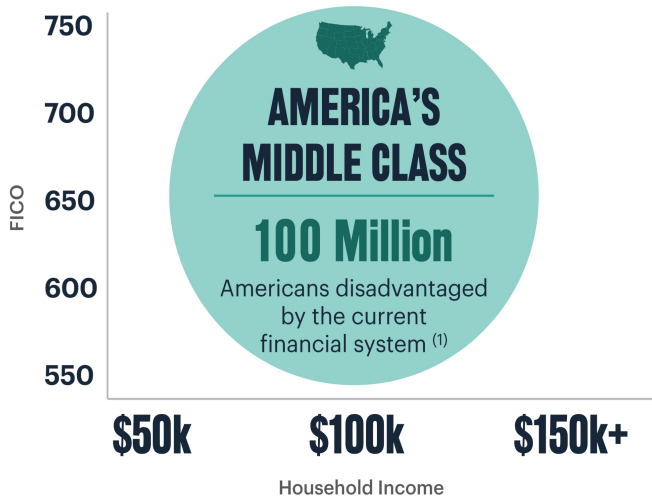 750
700
650
600
550
FICO
AMERICA'S
MIDDLE CLASS
100 Million
Americans disadvantaged
by the current
financial system (1)
$50k
$100k
$150k+
Household Income